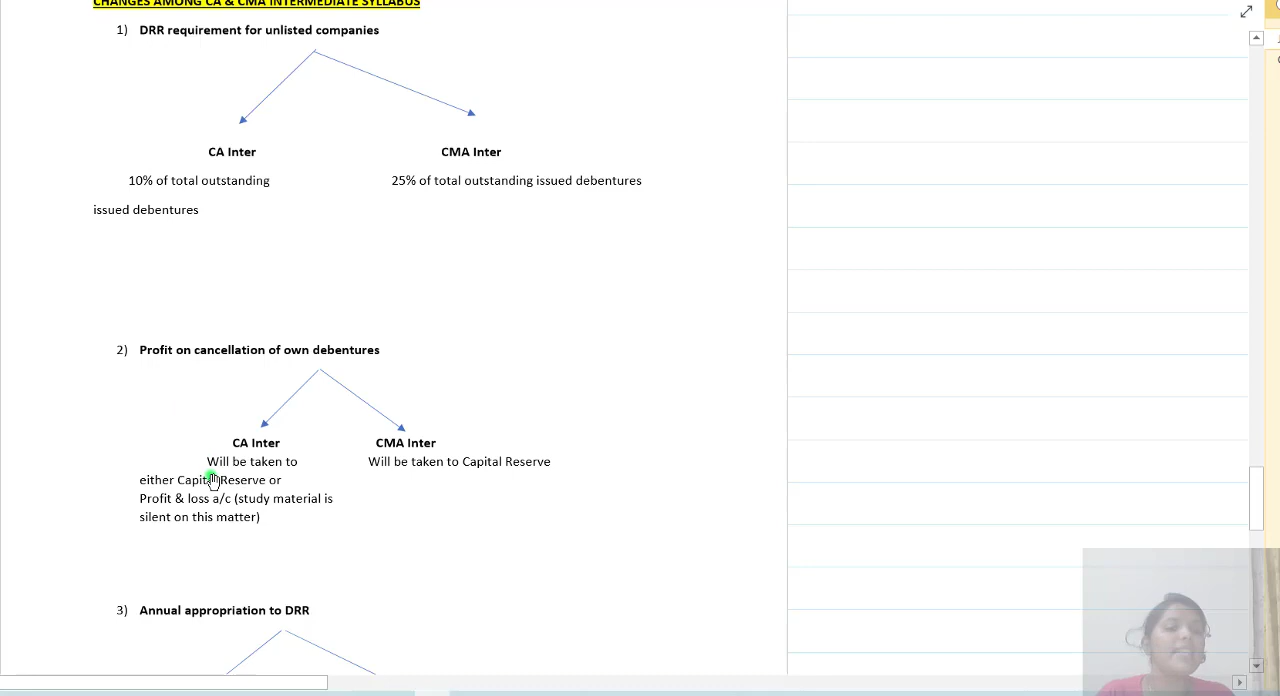 CHANGES AMONG CA & CMA INTERMEDIATE SYLLABUS
1) DRR requirement for unlisted companies
CA Inter CMA Inter
10% of total outstanding 25% of total outstanding issued debentures
issued debentures
2) Profit on cancellation of own debentures
CA Inter CMA Inter
Will be taken to Will be taken to Capital Reserve
either Capital Reserve or
Profit & loss a/c (study material is
silent on this matter)
3) Annual appropriation to DRR